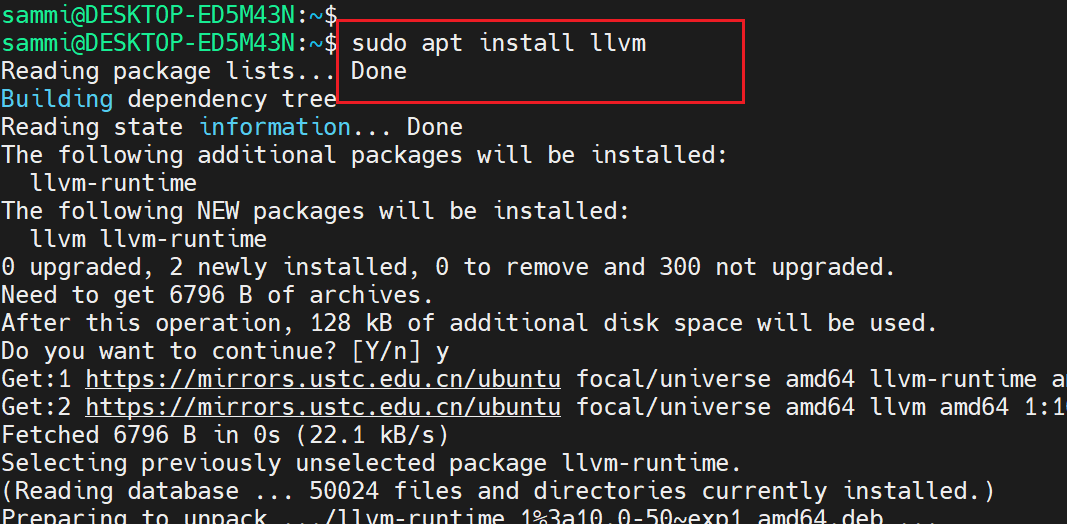 sammi@DESKTOP-ED5M43N:~$
sammi@DESKTOP-ED5M43N:~$ sudo apt install llvm
Reading package lists... Done
Building dependency tree
Reading state information... Done
The following additional packages will be installed:
  llvm-runtime
The following NEW packages will be installed:
  llvm llvm-runtime
0 upgraded, 2 newly installed, 0 to remove and 300 not upgraded.
Need to get 6796 B of archives.
After this operation, 128 kB of additional disk space will be used.
Do you want to continue? [Y/n] y
Get:1 https://mirrors.ustc.edu.cn/ubuntu focal/universe amd64 llvm-runtime
Get:2 https://mirrors.ustc.edu.cn/ubuntu focal/universe amd64 llvm amd64
Fetched 6796 B in 0s (22.1 kB/s)
Selecting previously unselected package llvm-runtime.
(Reading database ... 50024 files and directories currently installed.)
Preparing to unpack .../llvm-runtime_1%3a10.0-50~exp1_amd64.deb ...